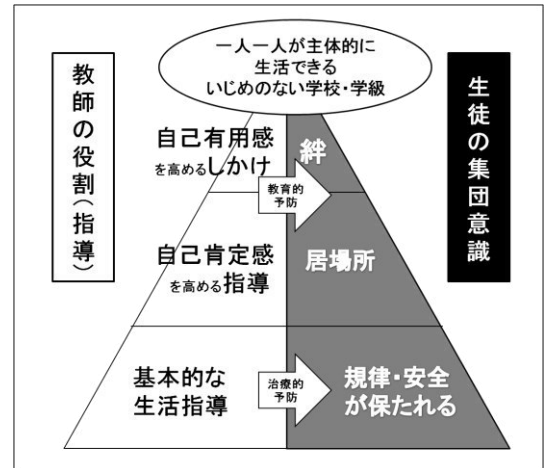 一人一人が主体的に
生活できる
いじめのない学校・学級
教師の役割(指導)
生徒の集団意識
自己有用感
を高めるしかけ
教育的
予防
絆
自己肯定感
を高める指導
居場所
基本的な
生活指導
治療的
予防
規律・安全
が保たれる